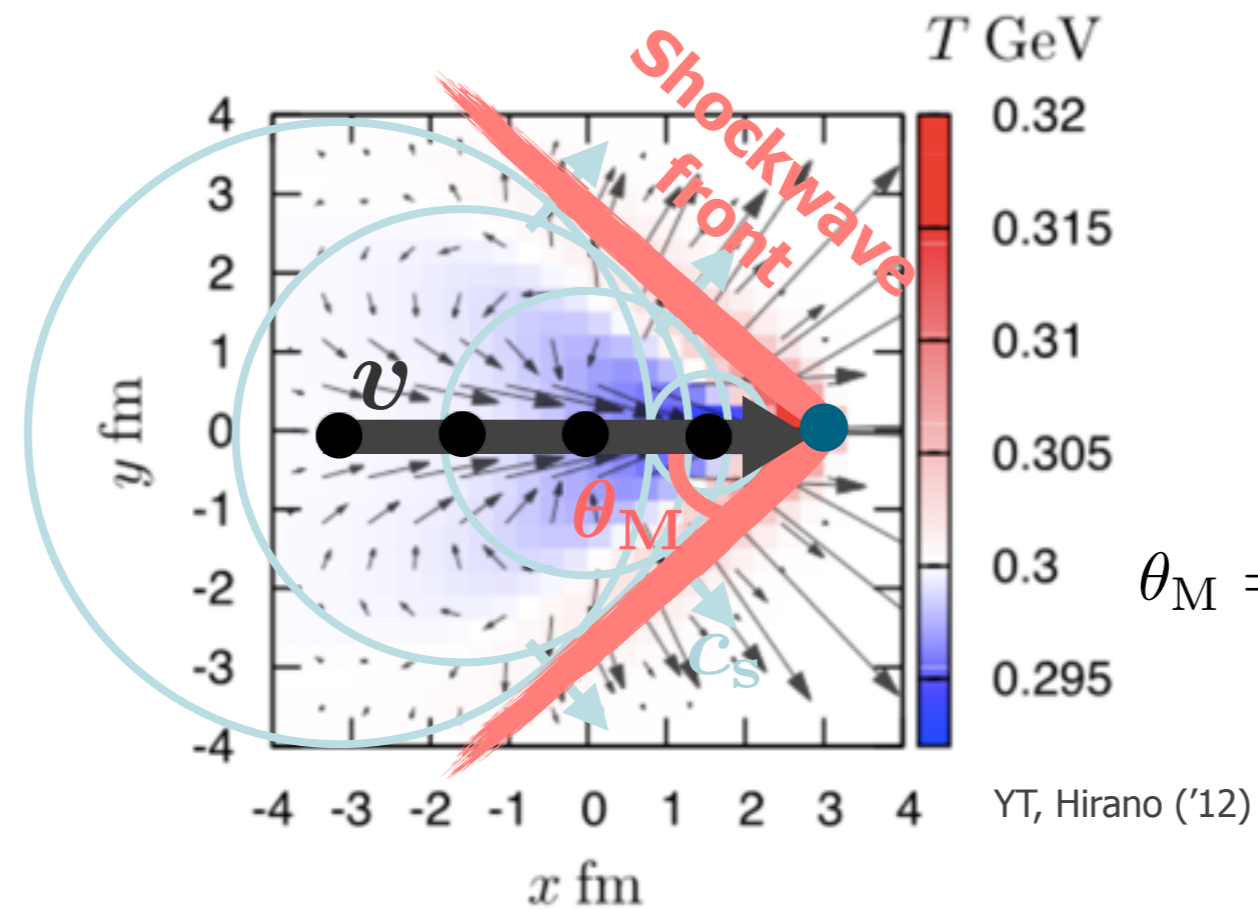 T GeV
Shockwave
front
4
3
2
1
0
-1
-2
-3
-4
y fm
v
θM
cs
0.32
0.315
0.31
0.305
0.3
0.295
θM =
-4 -3 -2 -1 0 1 2 3 4
x fm
YT, Hirano (’12)